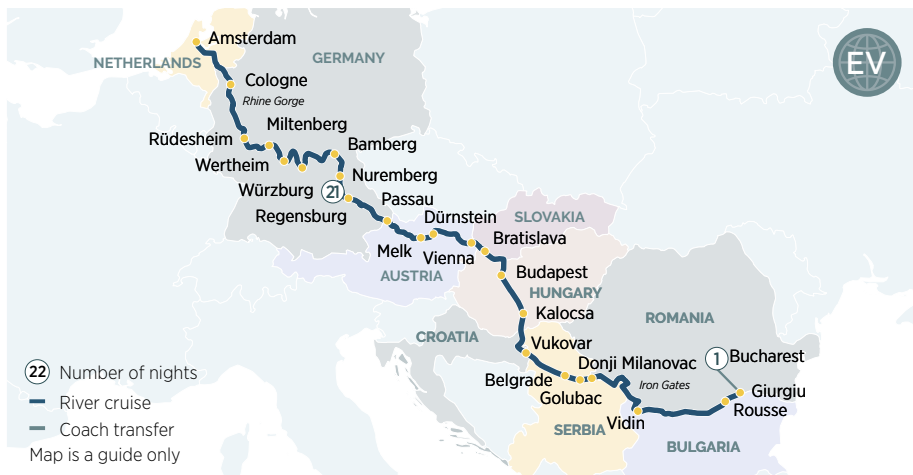 Amsterdam
NETHERLANDS
GERMANY
EV
Cologne
Rhine Gorge
Miltenberg
Rüdesheim
Bamberg
Wertheim
Nuremberg
Würzburg
21
Passau
Regensburg
Dürnstein
SLOVAKIA
Bratislava
Melk
Vienna
AUSTRIA
Budapest
HUNGARY
Kalocsa
ROMANIA
CROATIA
Vukovar
1
Bucharest
Donji Milanovac
Belgrade
Iron Gates
Golubac
Giurgiu
Rousse
SERBIA
Vidin
BULGARIA
22 Number of nights
River cruise
Coach transfer
Map is a guide only